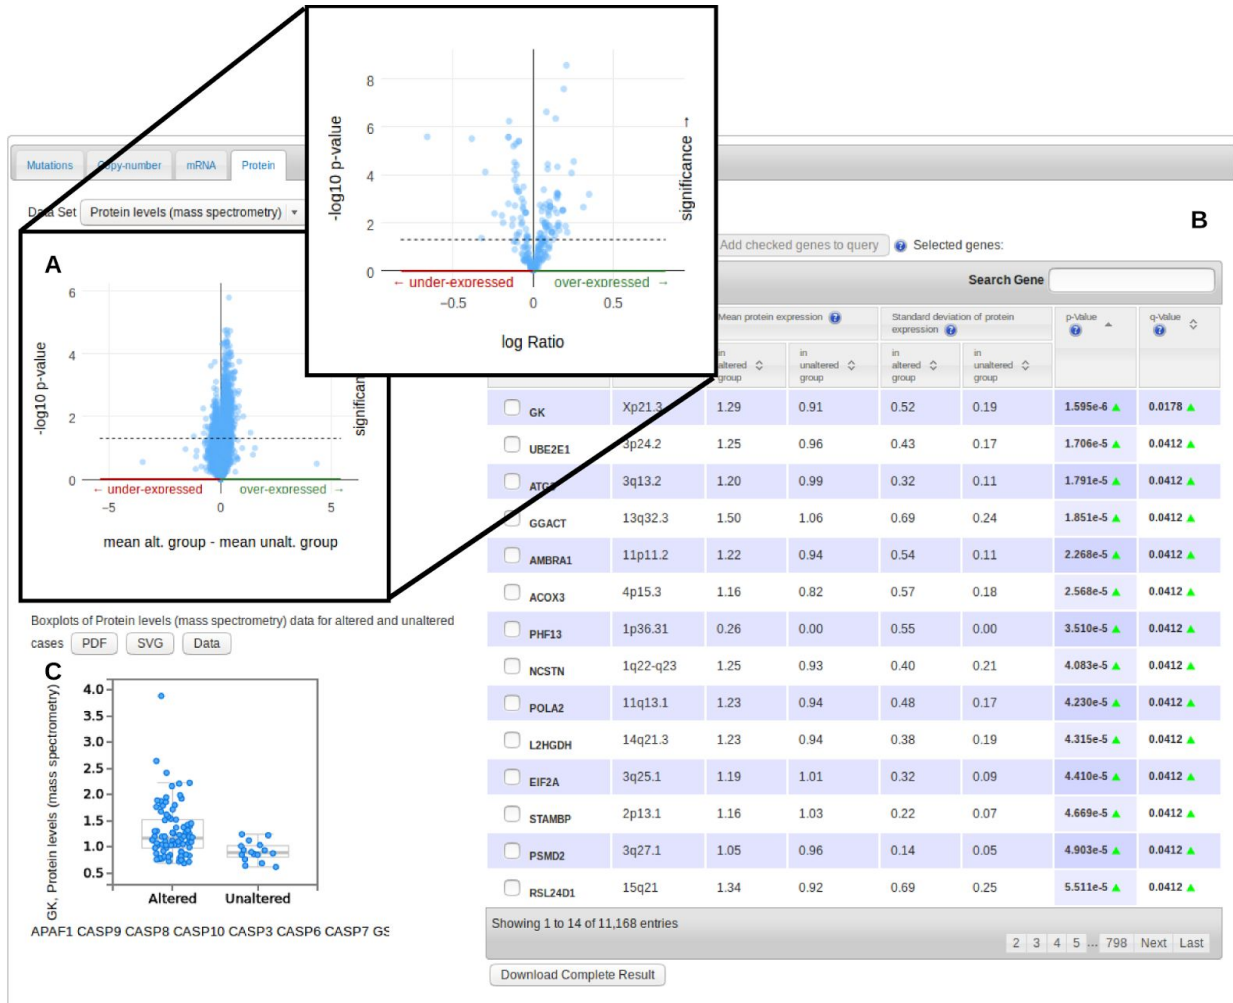 8
6
4
2
0
-log10 p-value
significance →
← under-expressed
over-expressed →
−0.5
0
0.5
log Ratio
Mutations
Copy-number
mRNA
Protein
Data Set
Protein levels (mass spectrometry)
A
6
4
2
0
-log10 p-value
← under-expressed
over-expressed →
−5
0
5
mean alt. group - mean unalt. group
B
Add checked genes to query
Selected genes:
Search Gene
Mean protein expression
Standard deviation of protein expression
p-Value
q-Value
in altered group
in unaltered group
in altered group
in unaltered group
GK Xp21.3 1.29 0.91 0.52 0.19 1.595e-6 0.0178
UBE2E1 3p24.2 1.25 0.96 0.43 0.17 1.706e-5 0.0412
3q13.2 1.20 0.99 0.32 0.11 1.791e-5 0.0412
GGACT 13q32.3 1.50 1.06 0.69 0.24 1.851e-5 0.0412
AMBRA1 11p11.2 1.22 0.94 0.54 0.11 2.268e-5 0.0412
ACOX3 4p15.3 1.16 0.82 0.57 0.18 2.568e-5 0.0412
PHF13 1p36.31 0.26 0.00 0.55 0.00 3.510e-5 0.0412
NCSTN 1q22-q23 1.25 0.93 0.40 0.21 4.083e-5 0.0412
POLA2 11q13.1 1.23 0.94 0.48 0.17 4.230e-5 0.0412
L2HGDH 14q21.3 1.23 0.94 0.38 0.19 4.315e-5 0.0412
EIF2A 3q25.1 1.19 1.01 0.32 0.09 4.410e-5 0.0412
STAMBP 2p13.1 1.16 1.03 0.22 0.07 4.669e-5 0.0412
PSMD2 3q27.1 1.05 0.96 0.14 0.05 4.903e-5 0.0412
RSL24D1 15q21 1.34 0.92 0.69 0.25 5.511e-5 0.0412
Showing 1 to 14 of 11,168 entries
2 3 4 5 ... 798 Next Last
Download Complete Result
Boxplots of Protein levels (mass spectrometry) data for altered and unaltered
cases PDF SVG Data
C
GK, Protein levels (mass spectrometry)
4.0
3.5
3.0
2.5
2.0
1.5
1.0
0.5
Altered
Unaltered
APAF1 CASP9 CASP8 CASP10 CASP3 CASP6 CASP7 GS